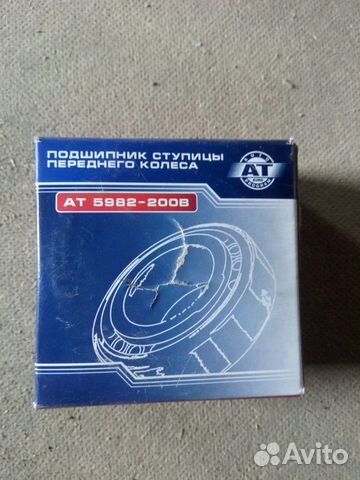 ПОДШИПНИК СТУПИЦЫ
ПЕРЕДНЕГО КОЛЕСА
AT
AT 5982-200B
Avito